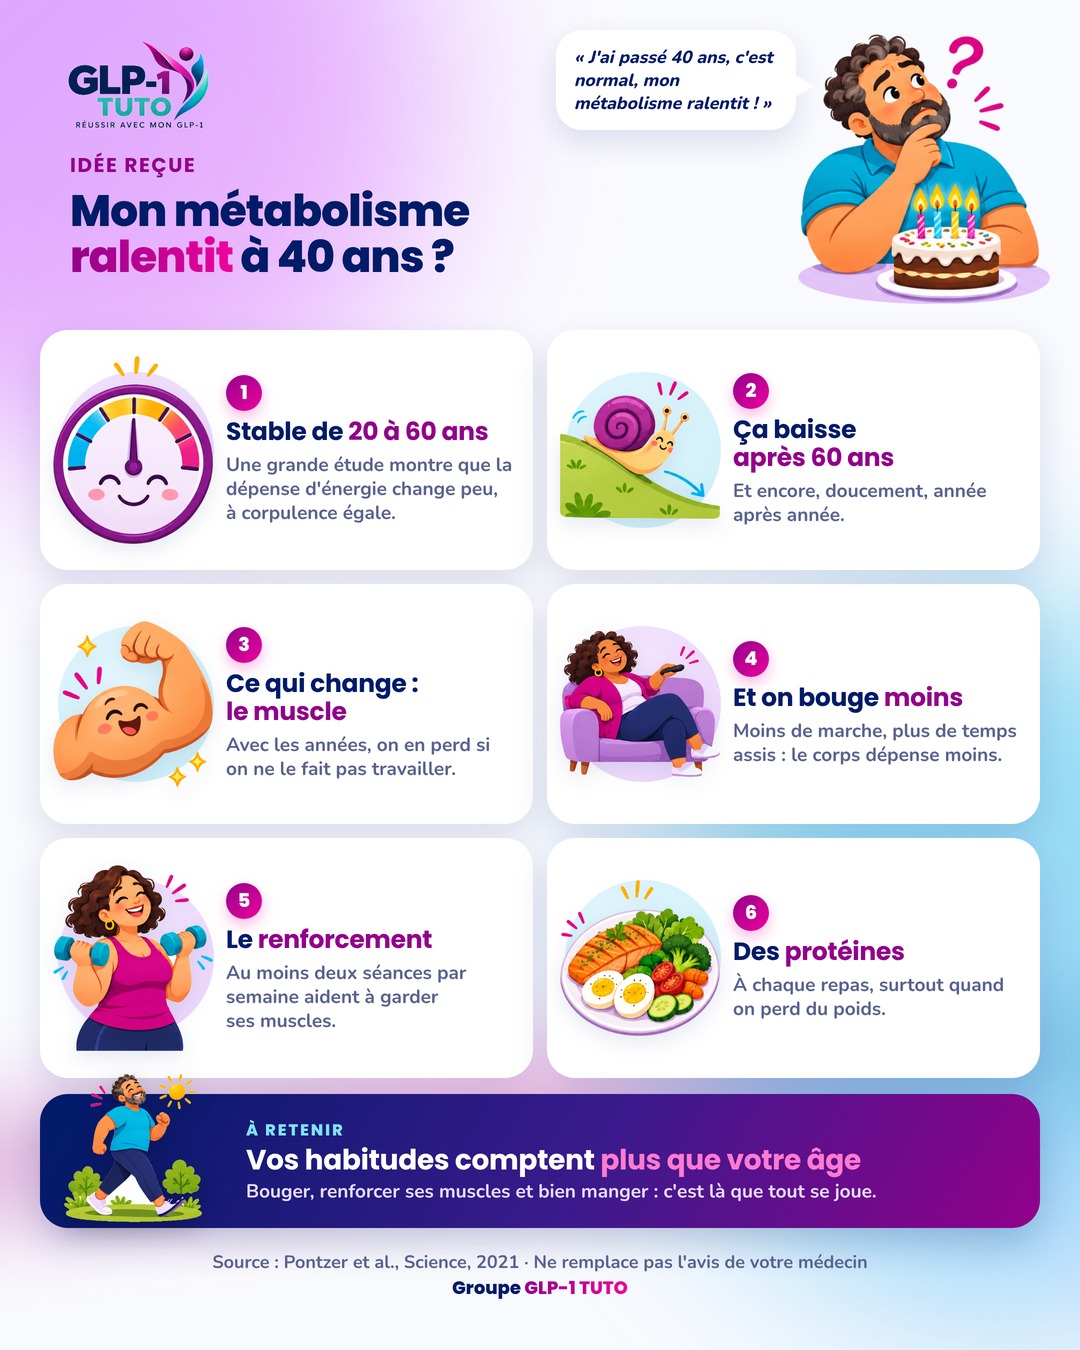 GLP-1
TUTO
RÉUSSIR AVEC MON GLP-1
« J'ai passé 40 ans, c'est
normal, mon
métabolisme ralentit ! »
IDÉE REÇUE
Mon métabolisme
ralentit à 40 ans ?
1
Stable de 20 à 60 ans
Une grande étude montre que la
dépense d'énergie change peu,
à corpulence égale.
2
Ça baisse
après 60 ans
Et encore, doucement, année
après année.
3
Ce qui change :
le muscle
Avec les années, on en perd si
on ne le fait pas travailler.
4
Et on bouge moins
Moins de marche, plus de temps
assis : le corps dépense moins.
5
Le renforcement
Au moins deux séances par
semaine aident à garder
ses muscles.
6
Des protéines
À chaque repas, surtout quand
on perd du poids.
À RETENIR
Vos habitudes comptent plus que votre âge
Bouger, renforcer ses muscles et bien manger : c'est là que tout se joue.
Source : Pontzer et al., Science, 2021 · Ne remplace pas l'avis de votre médecin
Groupe GLP-1 TUTO